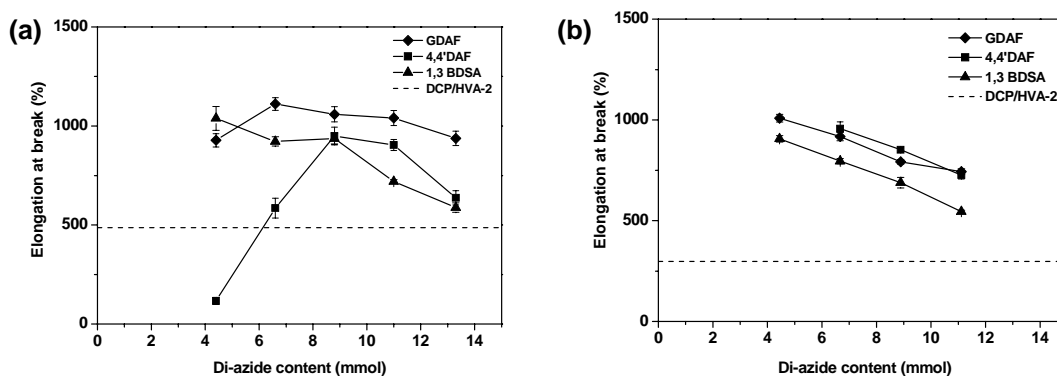 (a)
1500
1000
500
0
Elongation at break (%)
GDAF
4,4'DAF
1,3 BDSA
DCP/HVA-2
0 2 4 6 8 10 12 14
Di-azide content (mmol)
(b)
1500
1000
500
0
Elongation at break (%)
GDAF
4,4'DAF
1,3 BDSA
DCP/HVA-2
0 2 4 6 8 10 12 14
Di-azide content (mmol)